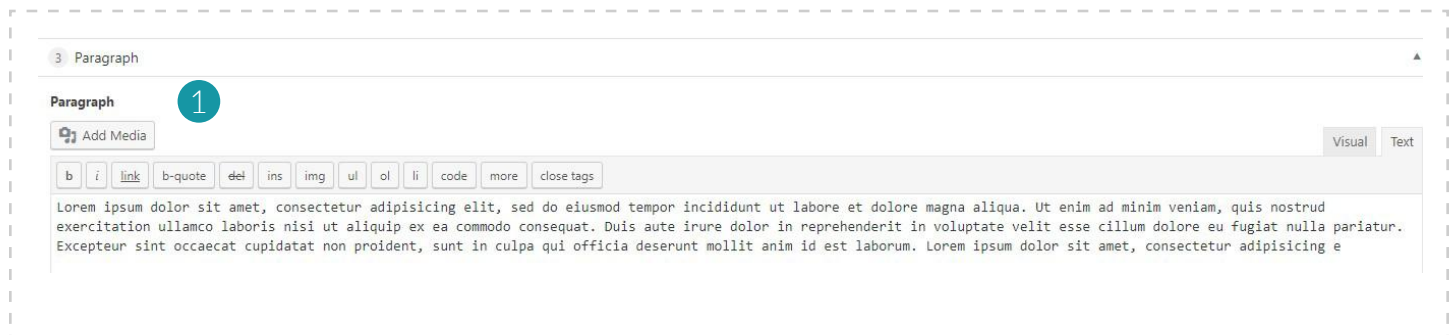 3 Paragraph
Paragraph
1
Add Media
Visual Text
b i link b-quote del ins img ul ol li code more close tags
Lorem ipsum dolor sit amet, consectetur adipisicing elit, sed do eiusmod tempor incididunt ut labore et dolore magna aliqua. Ut enim ad minim veniam, quis nostrud
exercitation ullamco laboris nisi ut aliquip ex ea commodo consequat. Duis aute irure dolor in reprehenderit in voluptate velit esse cillum dolore eu fugiat nulla pariatur.
Excepteur sint occaecat cupidatat non proident, sunt in culpa qui officia deserunt mollit anim id est laborum. Lorem ipsum dolor sit amet, consectetur adipisicing e